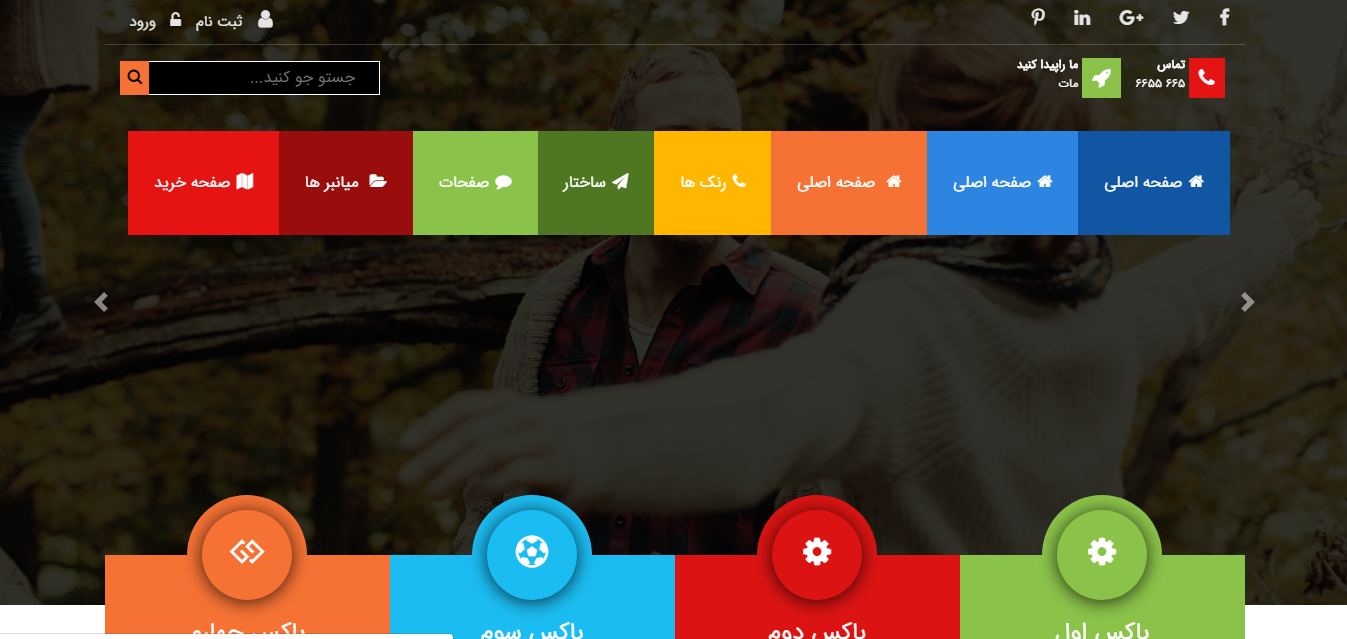 ثبت نام
ورود
تماس
۶۶۵ ۶۶۵۵
ما راپیدا کنید
مات
جستو جو کنید...
صفحه اصلی
صفحه اصلی
صفحه اصلی
رنک ها
ساختار
صفحات
میانبر ها
صفحه خرید
باکس اول
باکس دوم
باکس سوم
باکس چهارم